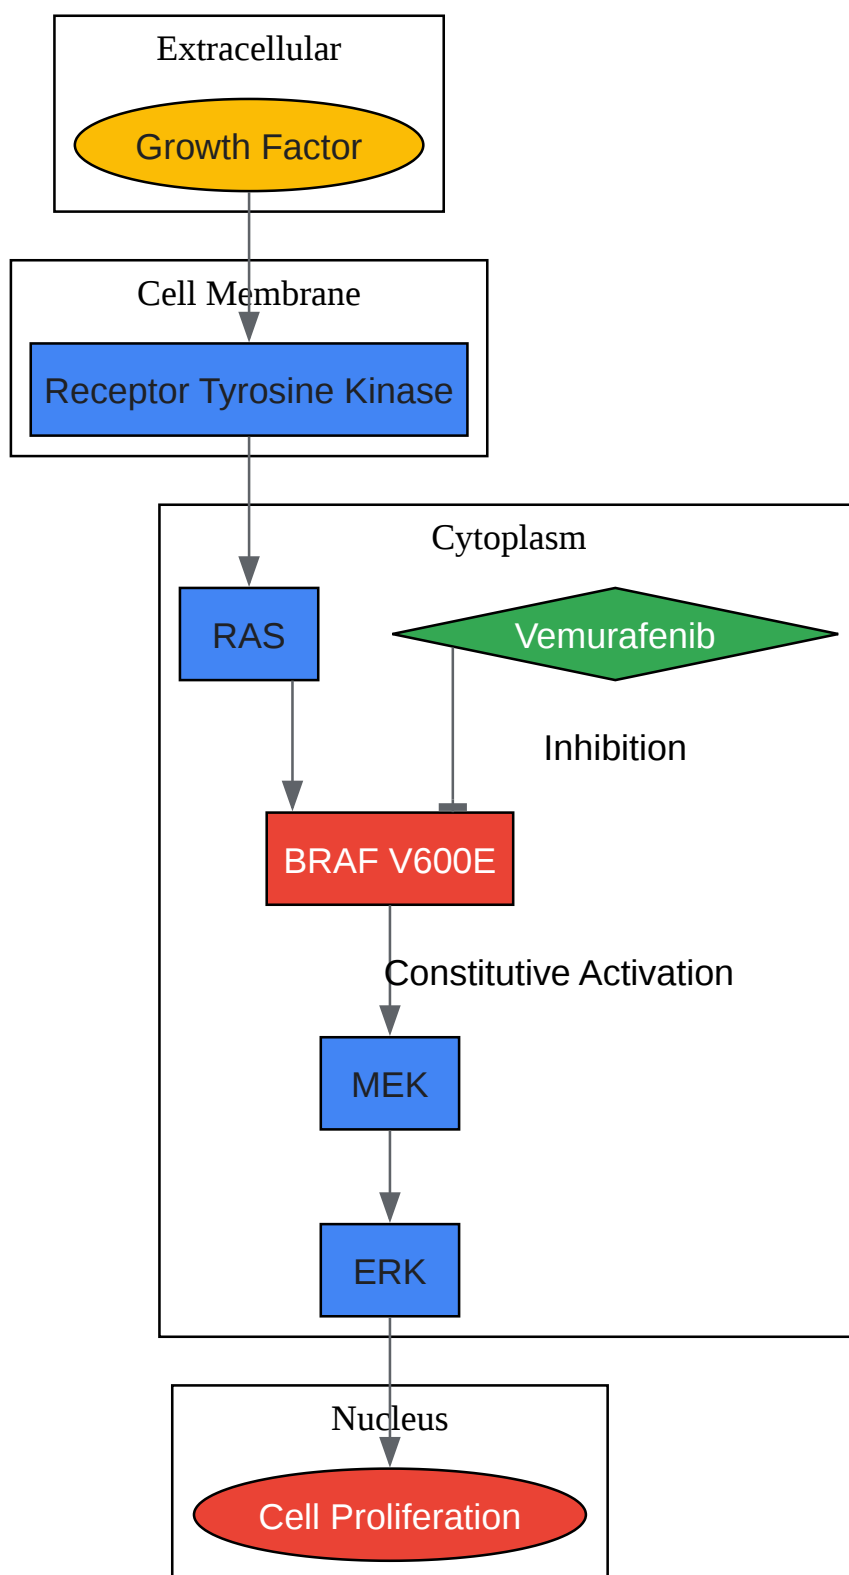 Extracellular
Growth Factor
Cell Membrane
Receptor Tyrosine Kinase
Cytoplasm
RAS
Vemurafenib
Inhibition
BRAF V600E
Constitutive Activation
MEK
ERK
Nucleus
Cell Proliferation